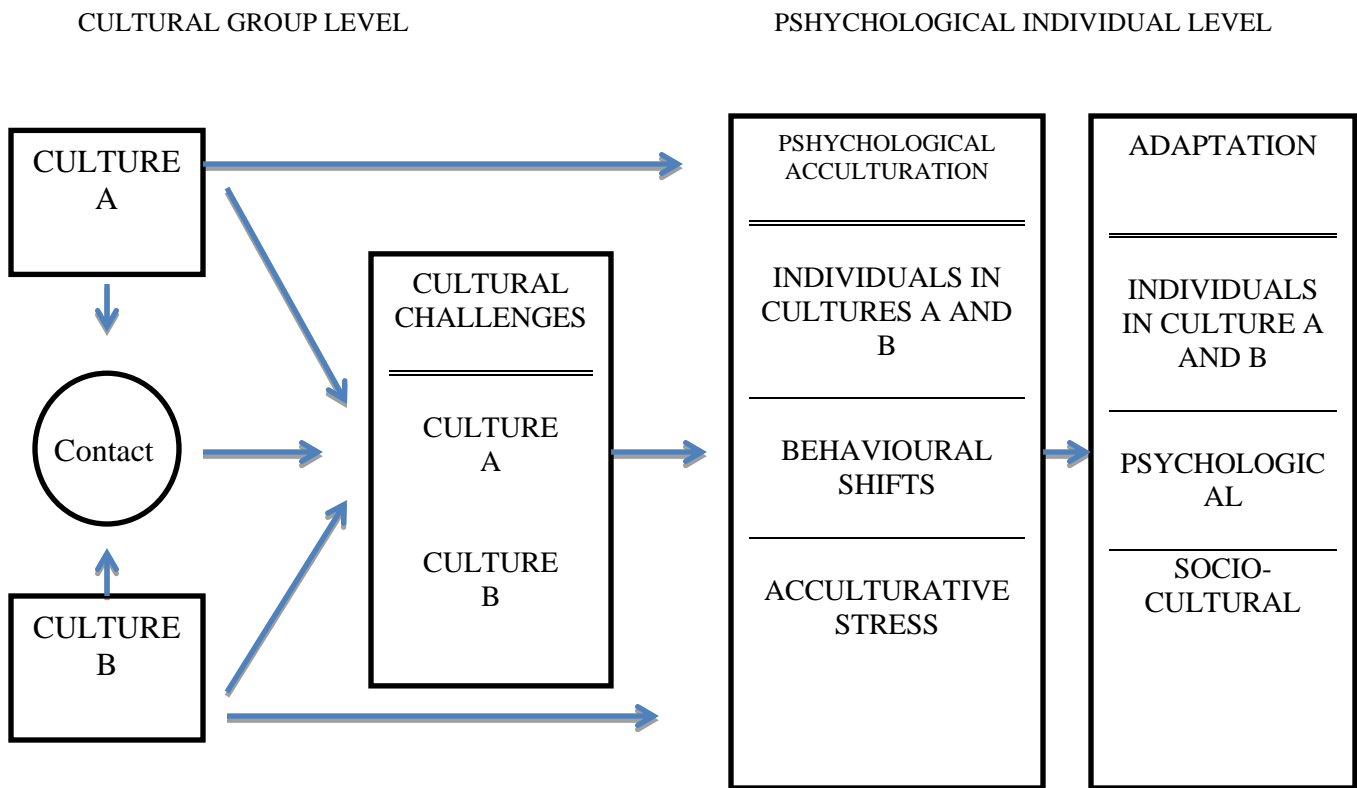 CULTURAL GROUP LEVEL
PSHYCHOLOGICAL INDIVIDUAL LEVEL
CULTURE
A
Contact
CULTURE
B
CULTURAL
CHALLENGES
CULTURE
A
CULTURE
B
PSHYCHOLOGICAL
ACCULTURATION
INDIVIDUALS IN
CULTURES A AND
B
BEHAVIOURAL
SHIFTS
ACCULTURATIVE
STRESS
ADAPTATION
INDIVIDUALS
IN CULTURE A
AND B
PSYCHOLOGIC
AL
SOCIO-
CULTURAL